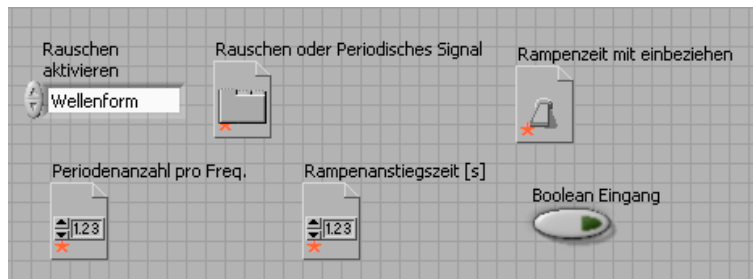 Rauschen
aktivieren
Wellenform
Rauschen oder Periodisches Signal
Rampenzeit mit einbeziehen
Periodenanzahl pro Freq.
1.23
Rampenanstiegszeit [s]
1.23
Boolean Eingang